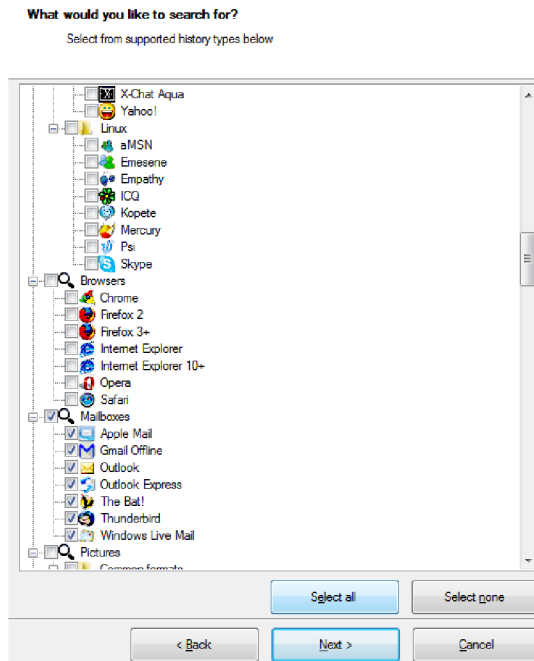 What would you like to search for?
Select from supported history types below
X-Chat Aqua
Yahoo!
Linux
aMSN
Emesene
Empathy
ICQ
Kopete
Mercury
Psi
Skype
Browsers
Chrome
Firefox 2
Firefox 3+
Internet Explorer
Internet Explorer 10+
Opera
Safari
Mailboxes
Apple Mail
Gmail Offline
Outlook
Outlook Express
The Bat!
Thunderbird
Windows Live Mail
Pictures
Common formats
Select all
Select none
< Back
Next >
Cancel